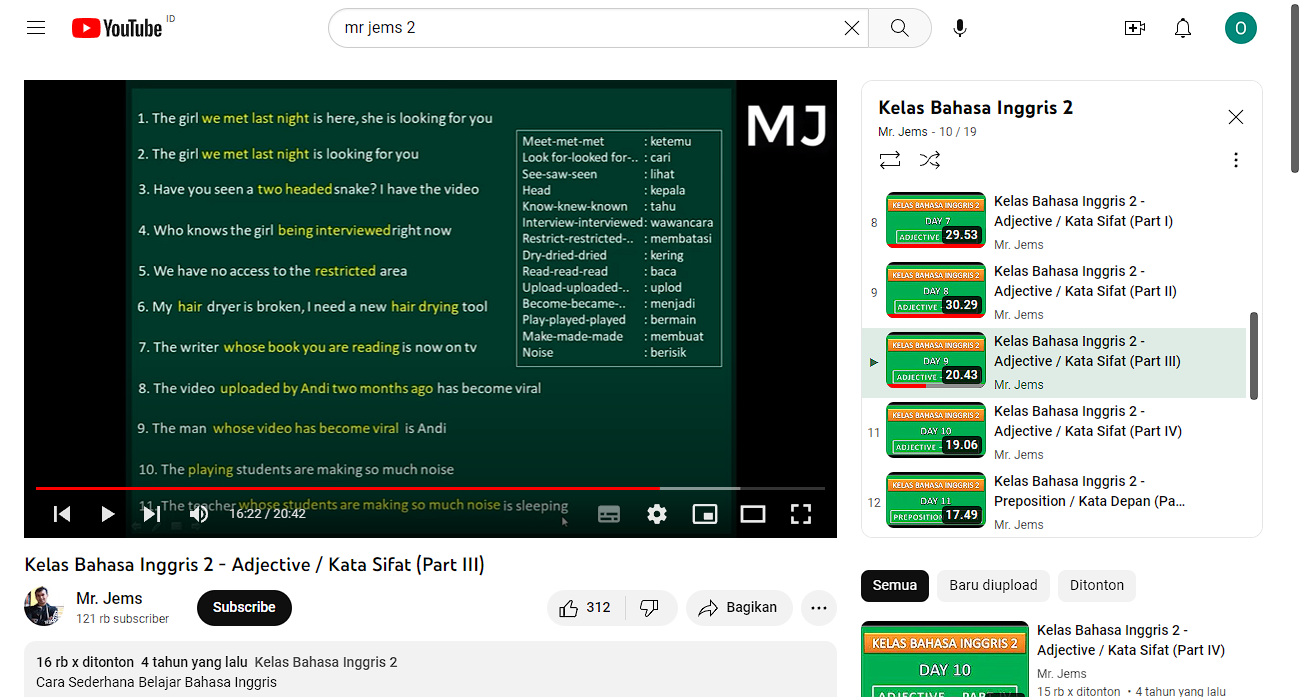 YouTube ID
mr jems 2
O
MJ
1. The girl we met last night is here, she is looking for you
2. The girl we met last night is looking for you
3. Have you seen a two headed snake? I have the video
4. Who knows the girl being interviewed right now
5. We have no access to the restricted area
6. My hair dryer is broken, I need a new hair drying tool
7. The writer whose book you are reading is now on tv
8. The video uploaded by Andi two months ago has become viral
9. The man whose video has become viral is Andi
10. The playing students are making so much noise
11. The teacher whose students are making so much noise is sleeping
Meet-met-met : ketemu
Look for-looked for-.. : cari
See-saw-seen : lihat
Head : kepala
Know-knew-known : tahu
Interview-interviewed: wawancara
Restrict-restricted-.. : membatasi
Dry-dried-dried : kering
Read-read-read : baca
Upload-uploaded-.. : uplod
Become-became-.. : menjadi
Play-played-played : bermain
Make-made-made : membuat
Noise : berisik
16:22 / 20:42
Kelas Bahasa Inggris 2 - Adjective / Kata Sifat (Part III)
Mr. Jems
121 rb subscriber
Subscribe
312
Bagikan
16 rb x ditonton 4 tahun yang lalu Kelas Bahasa Inggris 2
Cara Sederhana Belajar Bahasa Inggris
Kelas Bahasa Inggris 2
Mr. Jems - 10 / 19
8
KELAS BAHASA INGGRIS 2
DAY 7
ADJECTIVE
29.53
Kelas Bahasa Inggris 2 -
Adjective / Kata Sifat (Part I)
Mr. Jems
9
KELAS BAHASA INGGRIS 2
DAY 8
ADJECTIVE
30.29
Kelas Bahasa Inggris 2 -
Adjective / Kata Sifat (Part II)
Mr. Jems
KELAS BAHASA INGGRIS 2
DAY 9
ADJECTIVE -
20.43
Kelas Bahasa Inggris 2 -
Adjective / Kata Sifat (Part III)
Mr. Jems
11
KELAS BAHASA INGGRIS 2
DAY 10
ADJECTIVE -
19.06
Kelas Bahasa Inggris 2 -
Adjective / Kata Sifat (Part IV)
Mr. Jems
12
KELAS BAHASA INGGRIS 2
DAY 11
PREPOSITION
17.49
Kelas Bahasa Inggris 2 -
Preposition / Kata Depan (Pa...
Mr. Jems
Semua
Baru diupload
Ditonton
KELAS BAHASA INGGRIS 2
DAY 10
Kelas Bahasa Inggris 2 -
Adjective / Kata Sifat (Part IV)
Mr. Jems
15 rb x ditonton • 4 tahun yang lalu